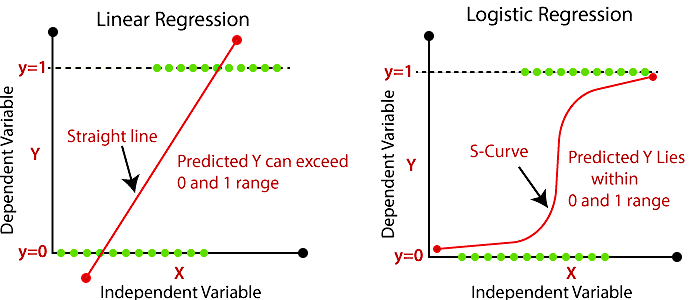 Linear Regression
y=1
Dependent Variable
Y
Straight line
Predicted Y can exceed
0 and 1 range
y=0
X
Independent Variable
Logistic Regression
y=1
Dependent Variable
Y
S-Curve
Predicted Y Lies
within
0 and 1 range
y=0
X
Independent Variable